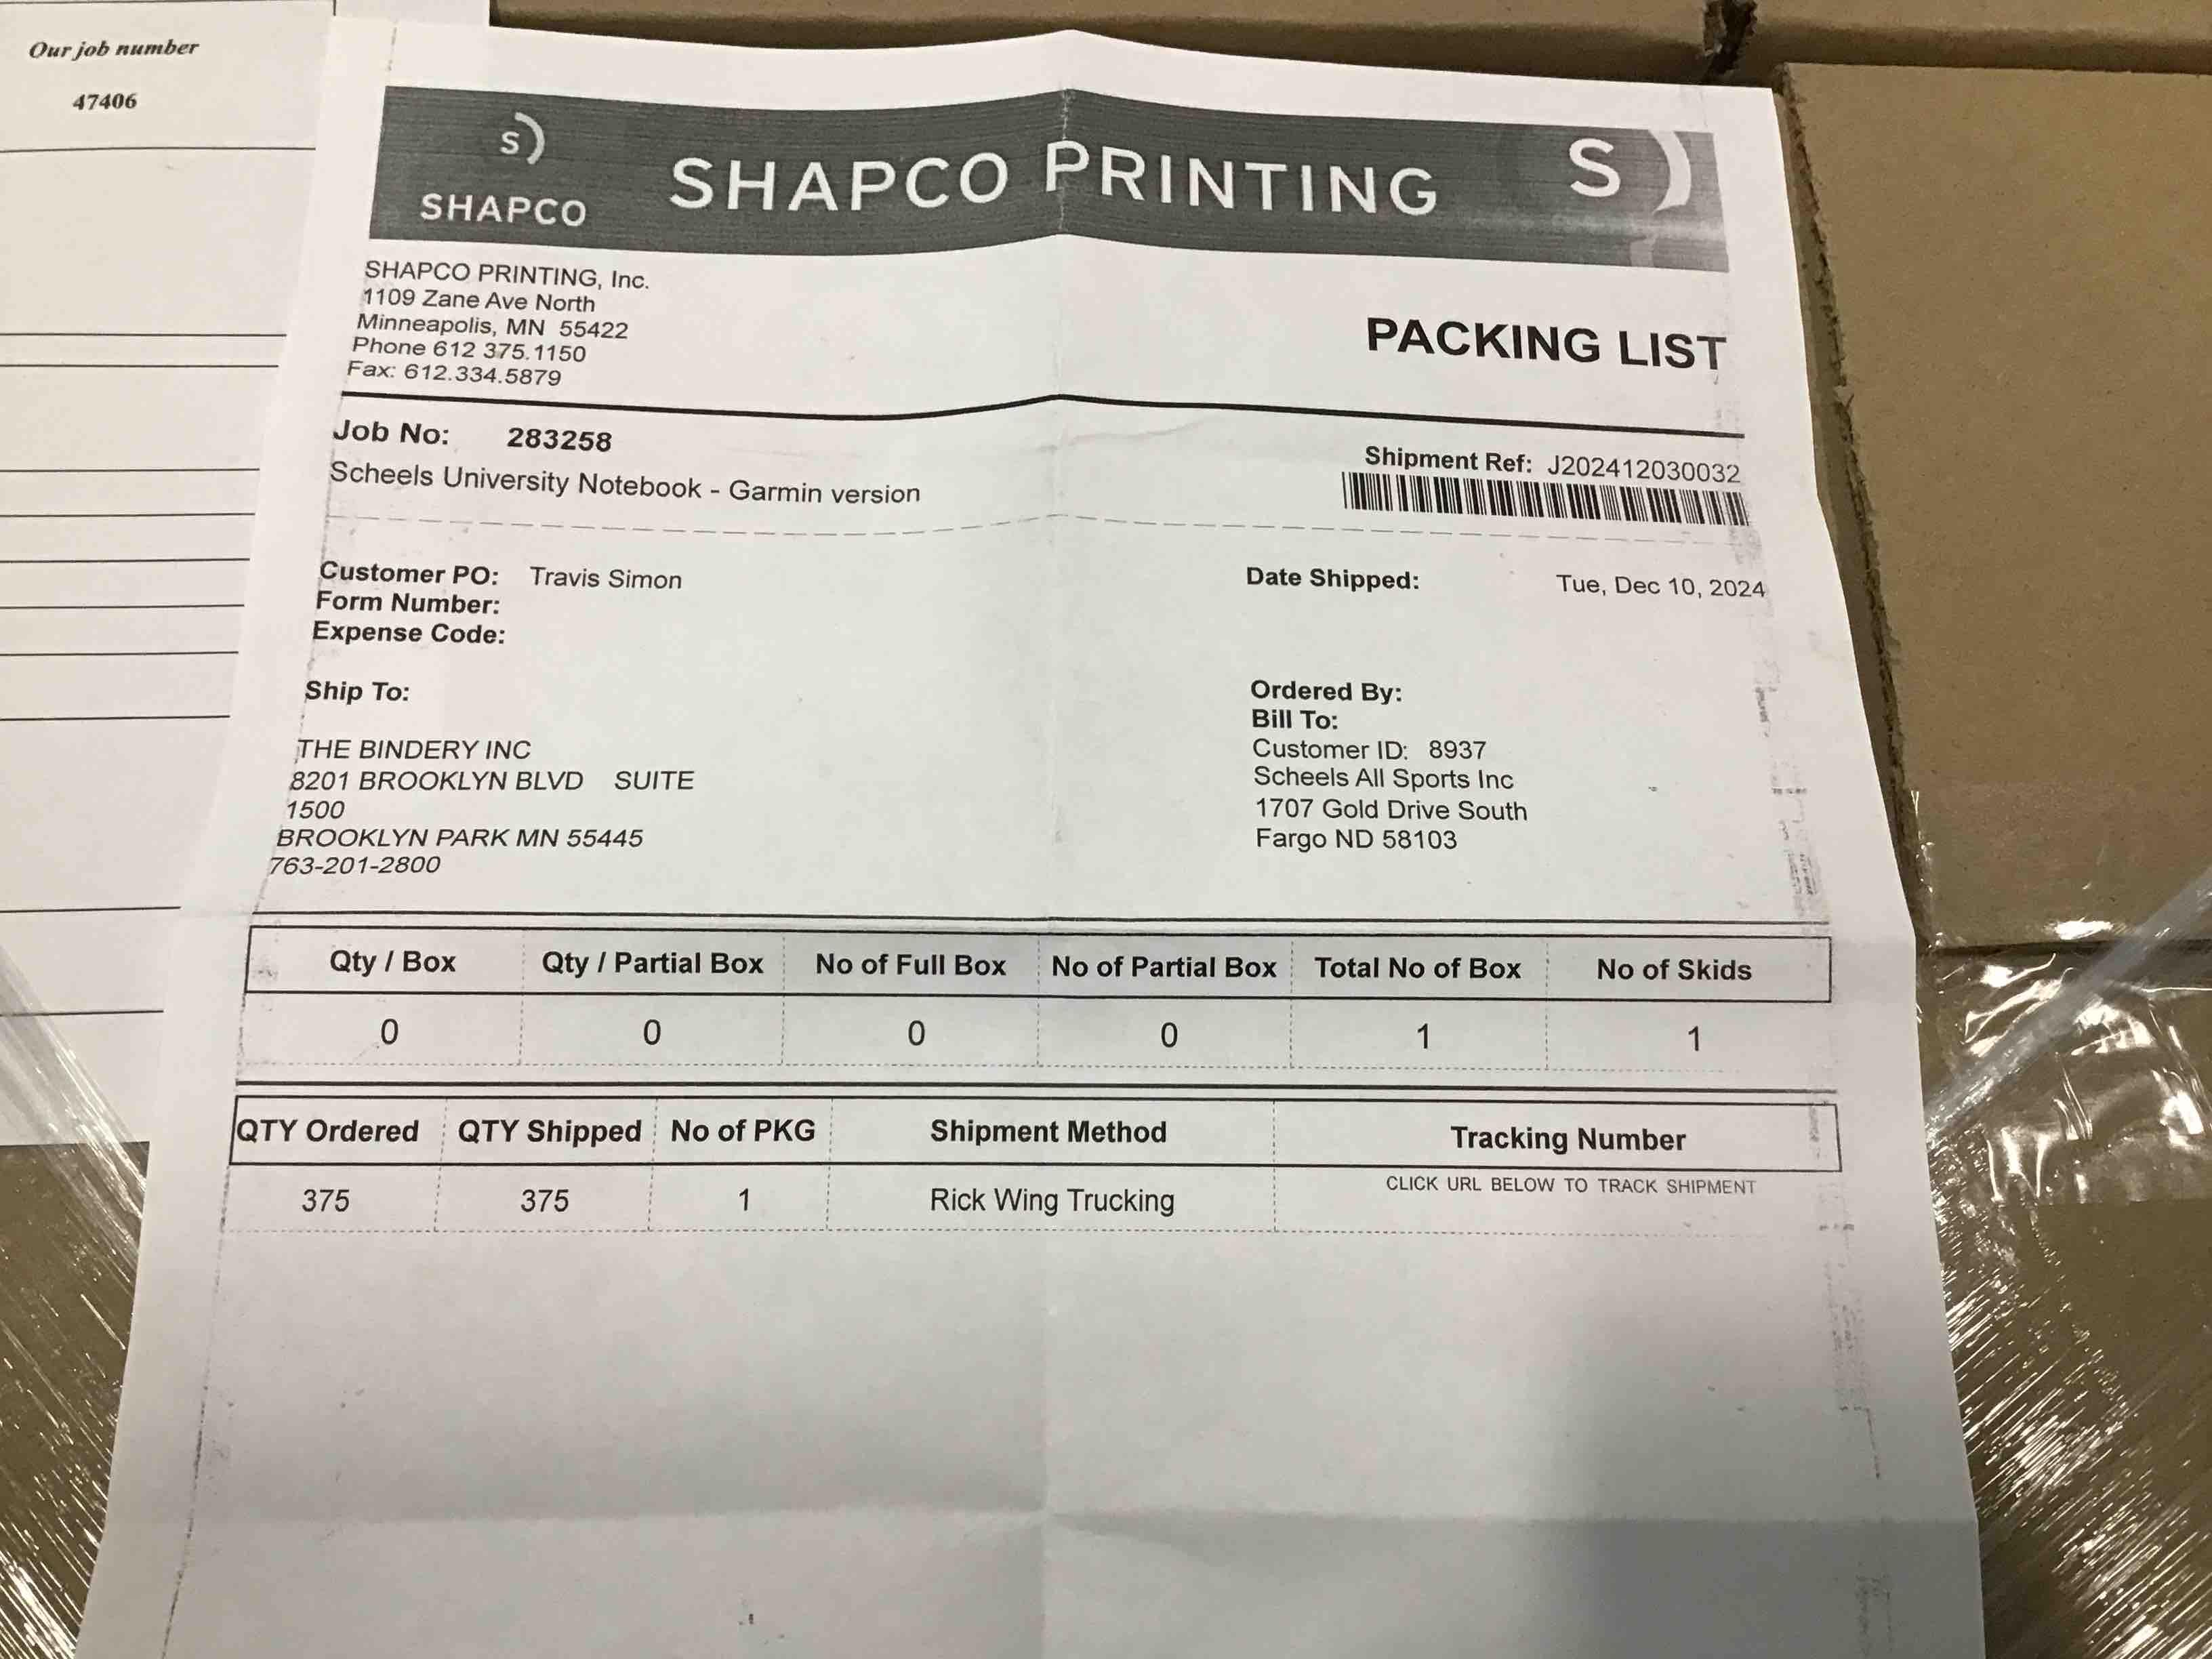 Our job number
47406
S)
SHAPCO
SHAPCO PRINTING
S)
SHAPCO PRINTING, Inc.
1109 Zane Ave North
Minneapolis, MN 55422
Phone 612 375.1150
Fax: 612.334.5879
PACKING LIST
Job No: 283258
Scheels University Notebook - Garmin version
Shipment Ref: J202412030032
Customer PO: Travis Simon
Form Number:
Expense Code:
Date Shipped: Tue, Dec 10, 2024
Ship To:
THE BINDERY INC
8201 BROOKLYN BLVD SUITE
1500
BROOKLYN PARK MN 55445
763-201-2800
Ordered By:
Bill To:
Customer ID: 8937
Scheels All Sports Inc
1707 Gold Drive South
Fargo ND 58103
Qty / Box Qty / Partial Box No of Full Box No of Partial Box Total No of Box No of Skids
0 0 0 0 1 1
QTY Ordered QTY Shipped No of PKG Shipment Method Tracking Number
375 375 1 Rick Wing Trucking CLICK URL BELOW TO TRACK SHIPMENT